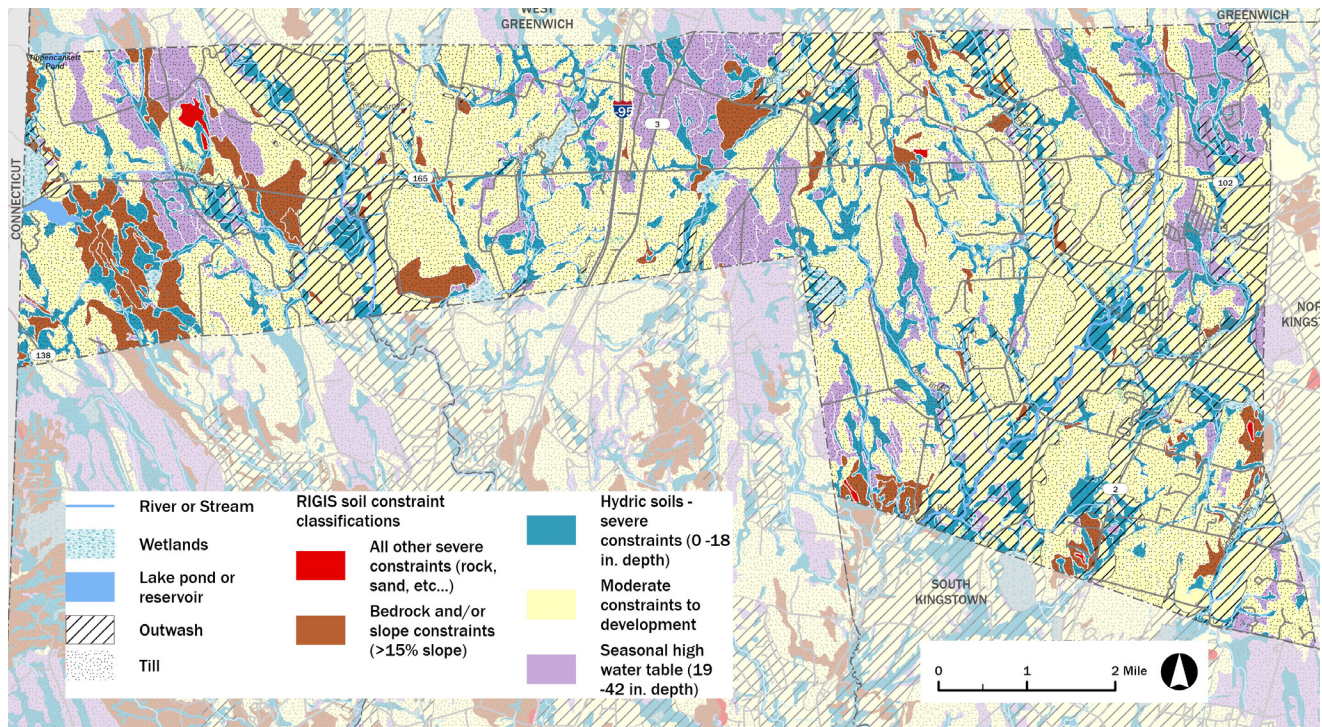 WEST
GREENWICH
GREENWICH
Tippencansett
Pond
I-95
3
165
102
CONNECTICUT
NOR
KINGST
138
2
SOUTH
KINGSTOWN
River or Stream
Wetlands
Lake pond or
reservoir
Outwash
Till
RIGIS soil constraint
classifications
All other severe
constraints (rock,
sand, etc...)
Bedrock and/or
slope constraints
(>15% slope)
Hydric soils -
severe
constraints (0 -18
in. depth)
Moderate
constraints to
development
Seasonal high
water table (19
-42 in. depth)
0 1 2 Mile